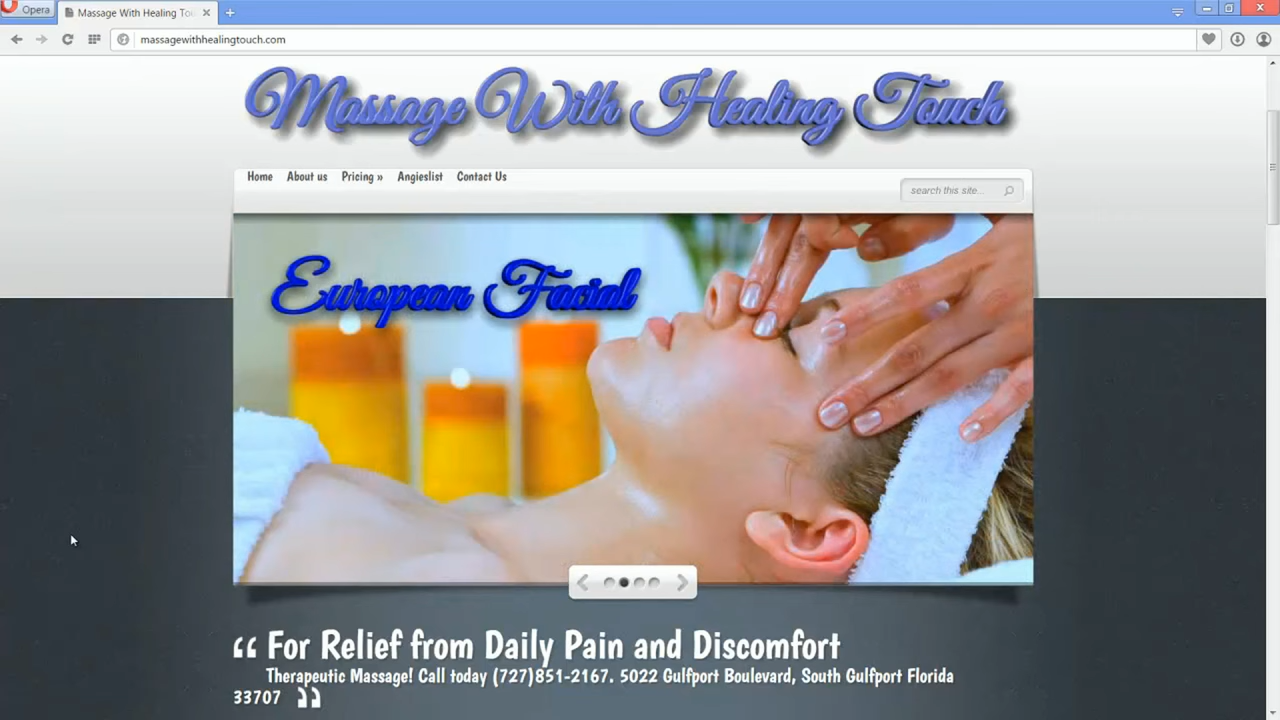 Opera
Massage With Healing Tou
massagewithhealingtouch.com
Massage With Healing Touch
Home About us Pricing » Angieslist Contact Us
search this site...
European Facial
“ For Relief from Daily Pain and Discomfort
Therapeutic Massage! Call today (727)851-2167. 5022 Gulfport Boulevard, South Gulfport Florida
33707 ”